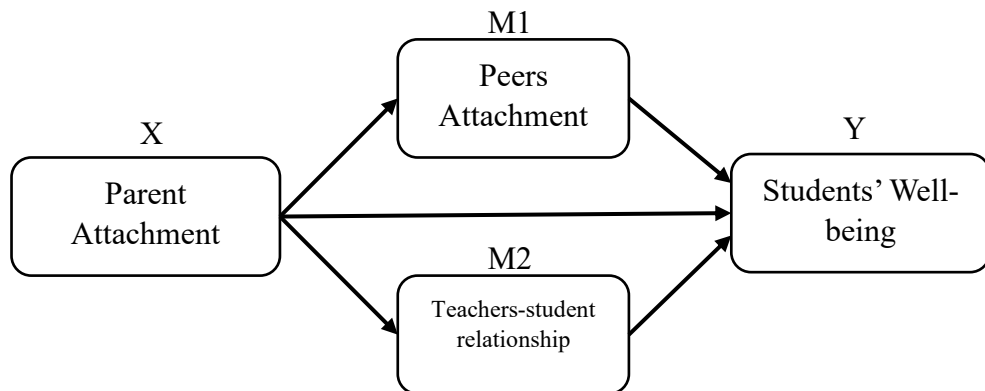 M1
Peers
Attachment
X
Parent
Attachment
Y
Students’ Well-
being
M2
Teachers-student
relationship